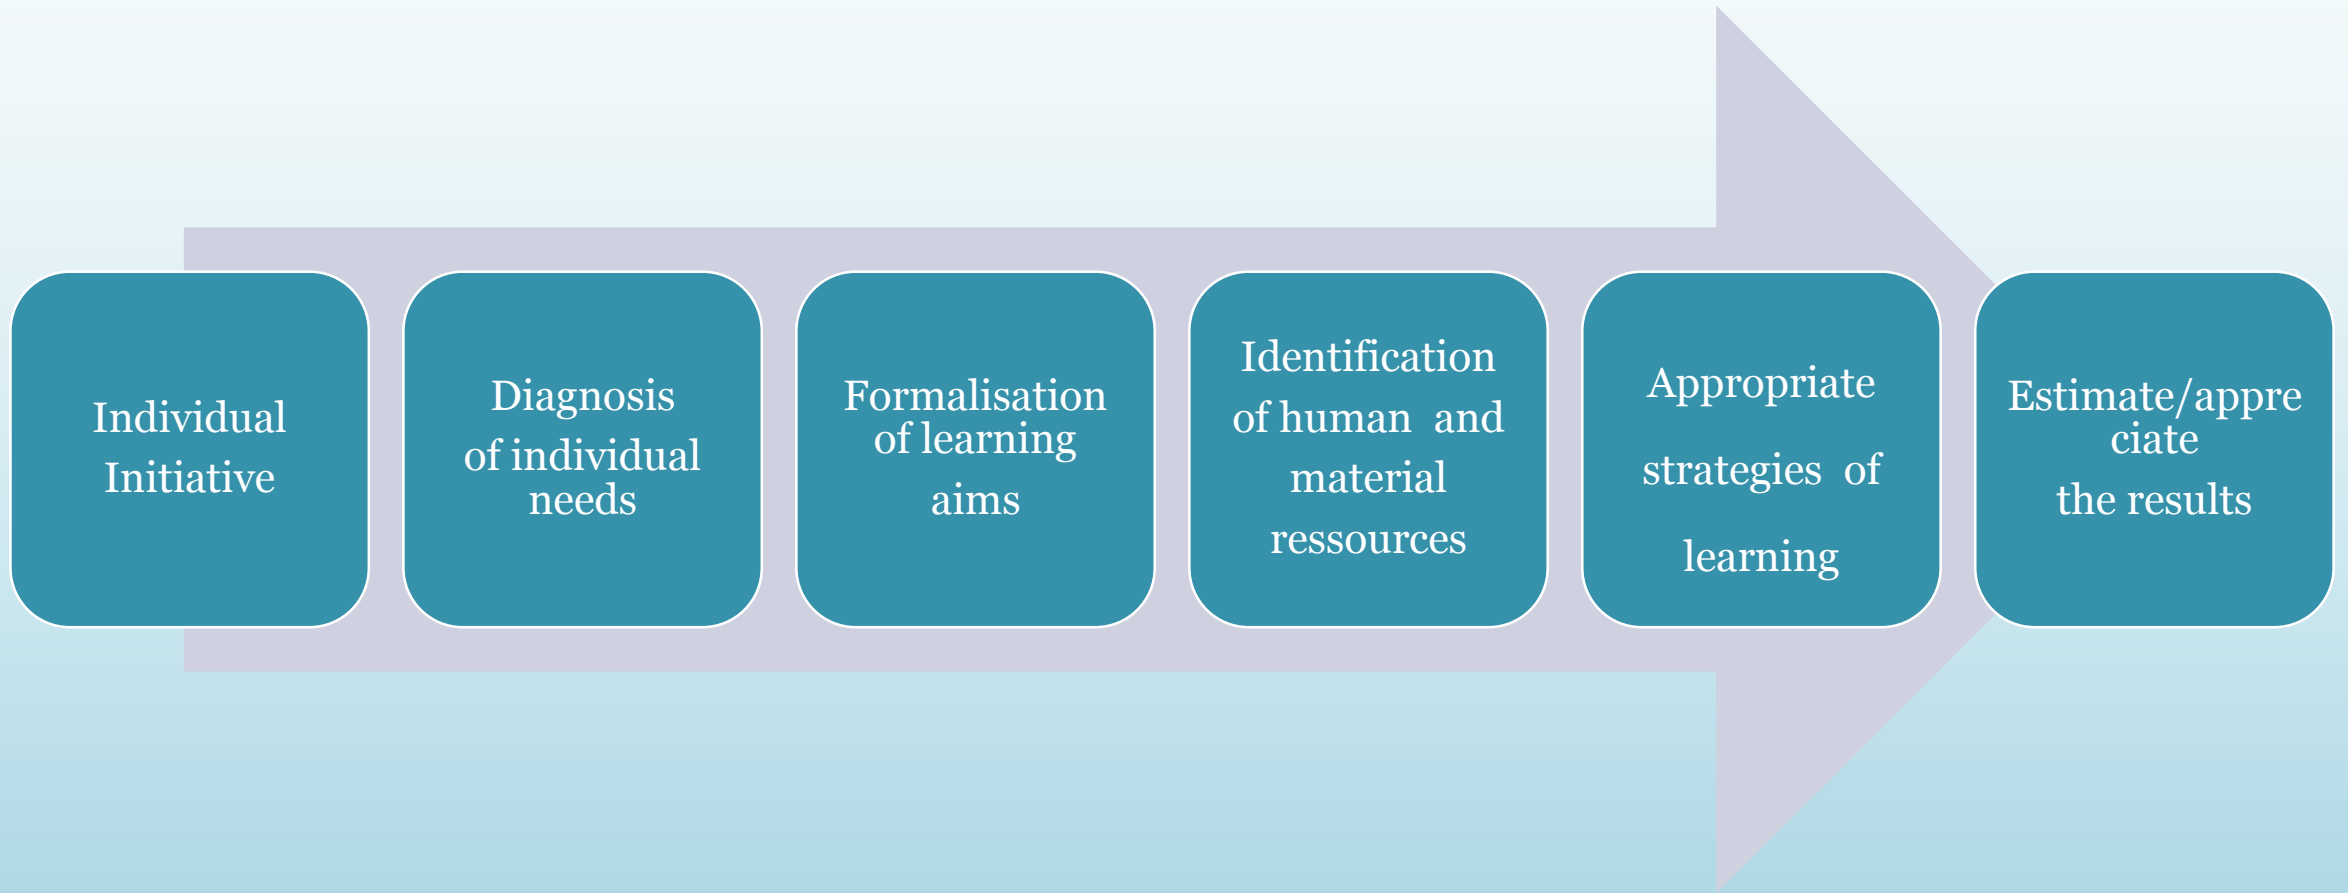 Individual
Initiative
Diagnosis
of individual
needs
Formalisation
of learning
aims
Identification
of human  and
material
ressources
Appropriate
strategies  of
learning
Estimate/appre
ciate
the results